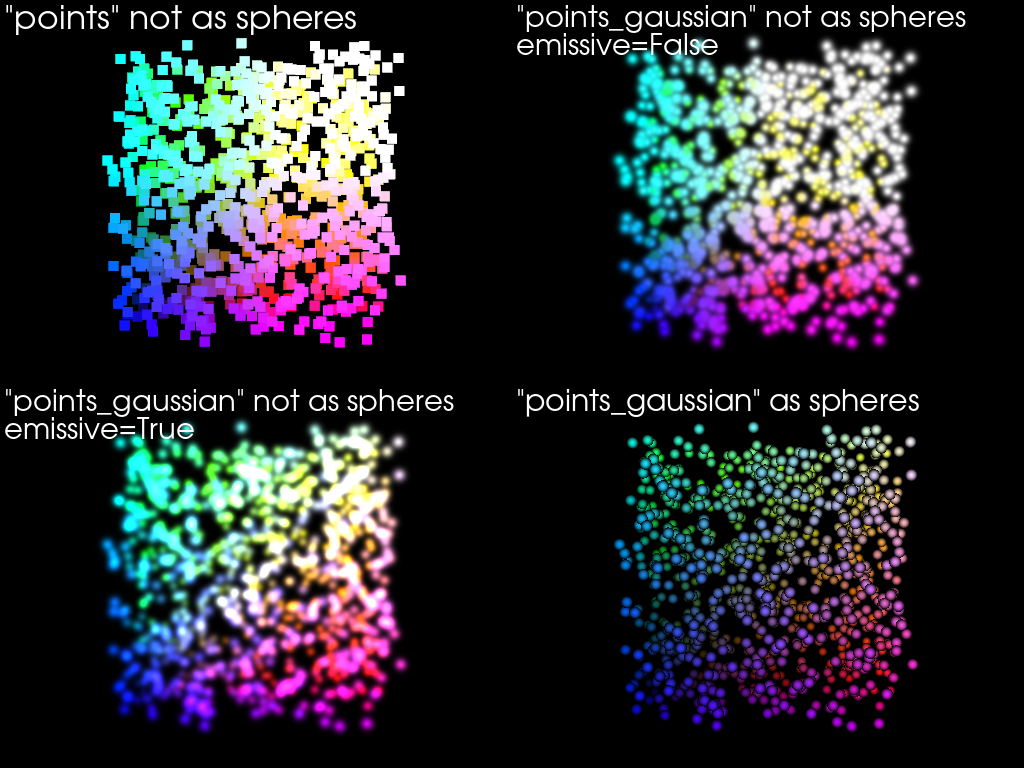 "points" not as spheres
"points_gaussian" not as spheres
emissive=False
"points_gaussian" not as spheres
emissive=True
"points_gaussian" as spheres